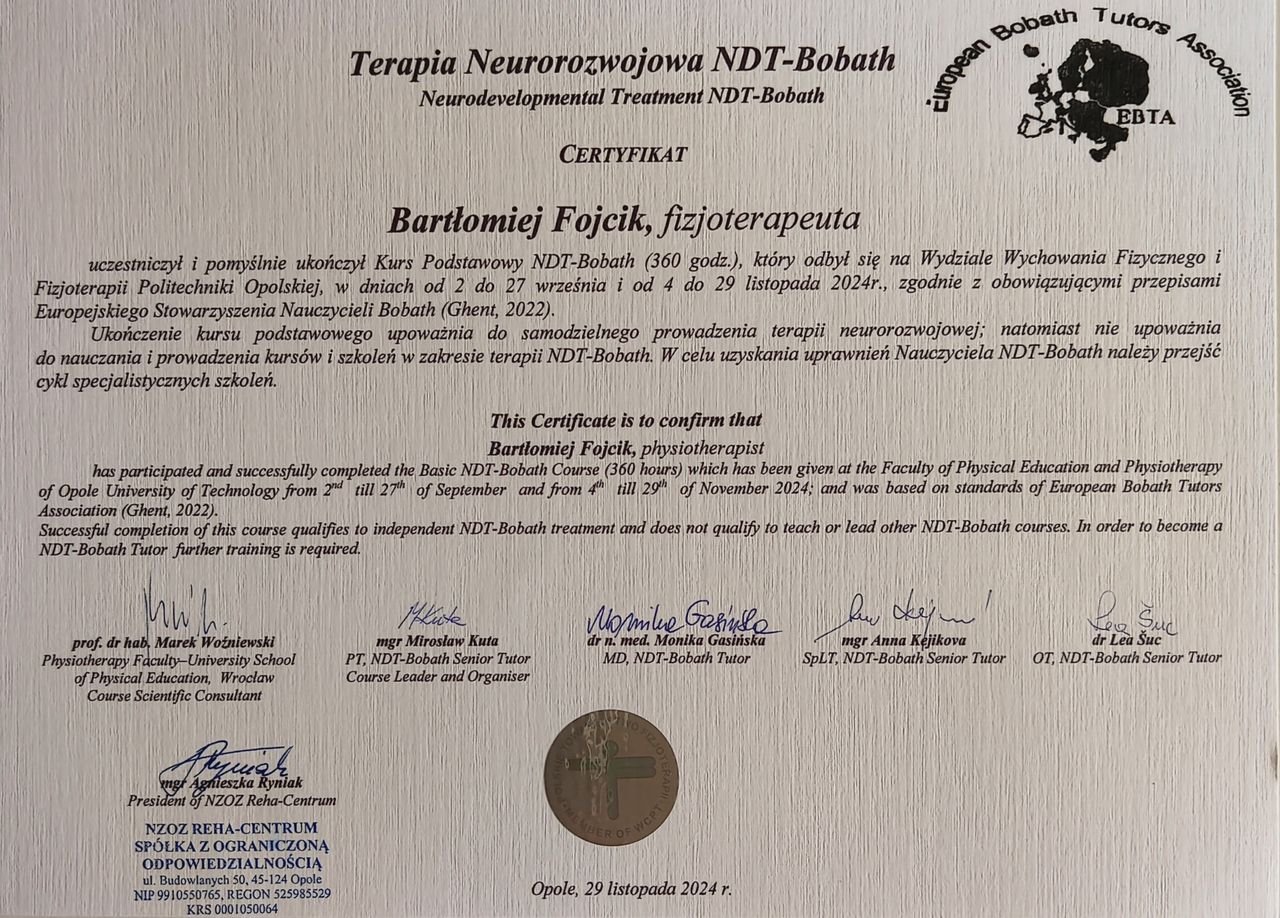 European Bobath Tutors Association
EBTA
Terapia Neurorozwojowa NDT-Bobath
Neurodevelopmental Treatment NDT-Bobath
CERTYFIKAT
Bartłomiej Fojcik, fizjoterapeuta
uczestniczył i pomyślnie ukończył Kurs Podstawowy NDT-Bobath (360 godz.), który odbył się na Wydziale Wychowania Fizycznego i
Fizjoterapii Politechniki Opolskiej, w dniach od 2 do 27 września i od 4 do 29 listopada 2024r., zgodnie z obowiązującymi przepisami
Europejskiego Stowarzyszenia Nauczycieli Bobath (Ghent, 2022).
Ukończenie kursu podstawowego upoważnia do samodzielnego prowadzenia terapii neurorozwojowej; natomiast nie upoważnia
do nauczania i prowadzenia kursów i szkoleń w zakresie terapii NDT-Bobath. W celu uzyskania uprawnień Nauczyciela NDT-Bobath należy przejść
cykl specjalistycznych szkoleń.
This Certificate is to confirm that
Bartłomiej Fojcik, physiotherapist
has participated and successfully completed the Basic NDT-Bobath Course (360 hours) which has been given at the Faculty of Physical Education and Physiotherapy
of Opole University of Technology from 2nd till 27th of September and from 4th till 29th of November 2024; and was based on standards of European Bobath Tutors
Association (Ghent, 2022).
Successful completion of this course qualifies to independent NDT-Bobath treatment and does not qualify to teach or lead other NDT-Bobath courses. In order to become a
NDT-Bobath Tutor further training is required.
MKuta
Monika Gasińska
Lea Šuc
prof. dr hab. Marek Woźniewski
Physiotherapy Faculty–University School
of Physical Education, Wrocław
Course Scientific Consultant
mgr Mirosław Kuta
PT, NDT-Bobath Senior Tutor
Course Leader and Organiser
dr n. med. Monika Gasińska
MD, NDT-Bobath Tutor
mgr Anna Kejikova
SpLT, NDT-Bobath Senior Tutor
dr Lea Šuc
OT, NDT-Bobath Senior Tutor
ARyniak
mgr Agnieszka Ryniak
President of NZOZ Reha-Centrum
NZOZ REHA-CENTRUM
SPÓŁKA Z OGRANICZONĄ
ODPOWIEDZIALNOŚCIĄ
ul. Budowlanych 50, 45-124 Opole
NIP 9910550765, REGON 525985529
KRS 0001050064
FIZJOTERAPII
MEMBER OF WCPT
Opole, 29 listopada 2024 r.